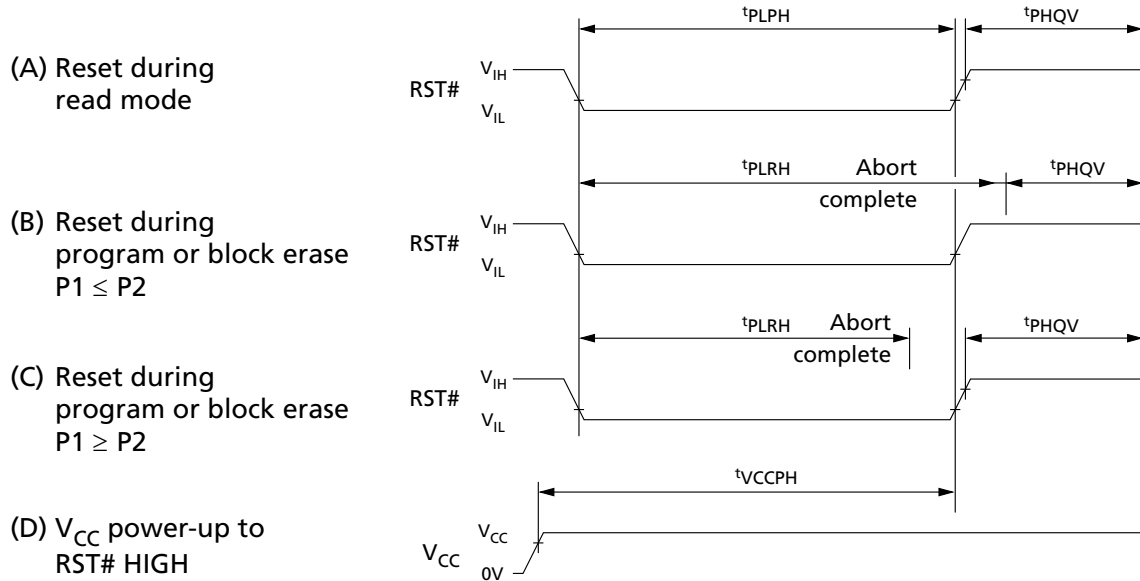 tPLPH
tPHQV
(A) Reset during
read mode
RST#
VIH
VIL
tPLRH
Abort
complete
tPHQV
(B) Reset during
program or block erase
P1 ≤ P2
RST#
VIH
VIL
tPLRH
Abort
complete
tPHQV
(C) Reset during
program or block erase
P1 ≥ P2
RST#
VIH
VIL
tVCCPH
(D) VCC power-up to
RST# HIGH
VCC
VCC
0V